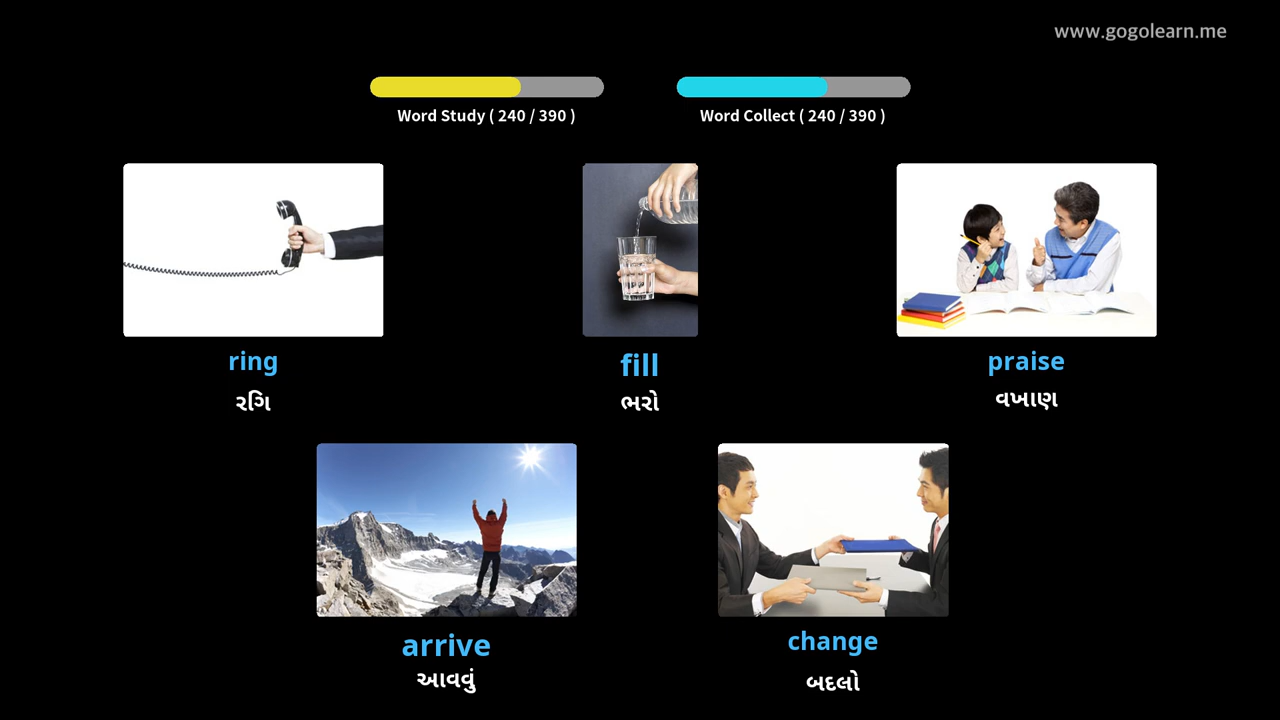 www.gogolearn.me
Word Study ( 240 / 390 )
Word Collect ( 240 / 390 )
ring
રિંગ
fill
ભરો
praise
વખાણ
arrive
આવવું
change
બદલો